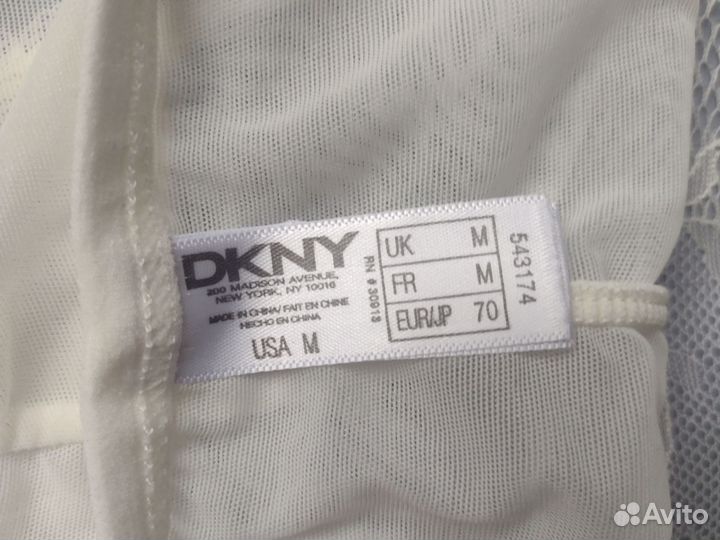 DKNY
200 MADISON AVENUE,
NEW YORK, NY 10016
MADE IN CHINA/ FAIT EN CHINE
HECHO EN CHINA
USA M
RN # 30913
UK M
FR M
EUR/JP 70
543174
Avito